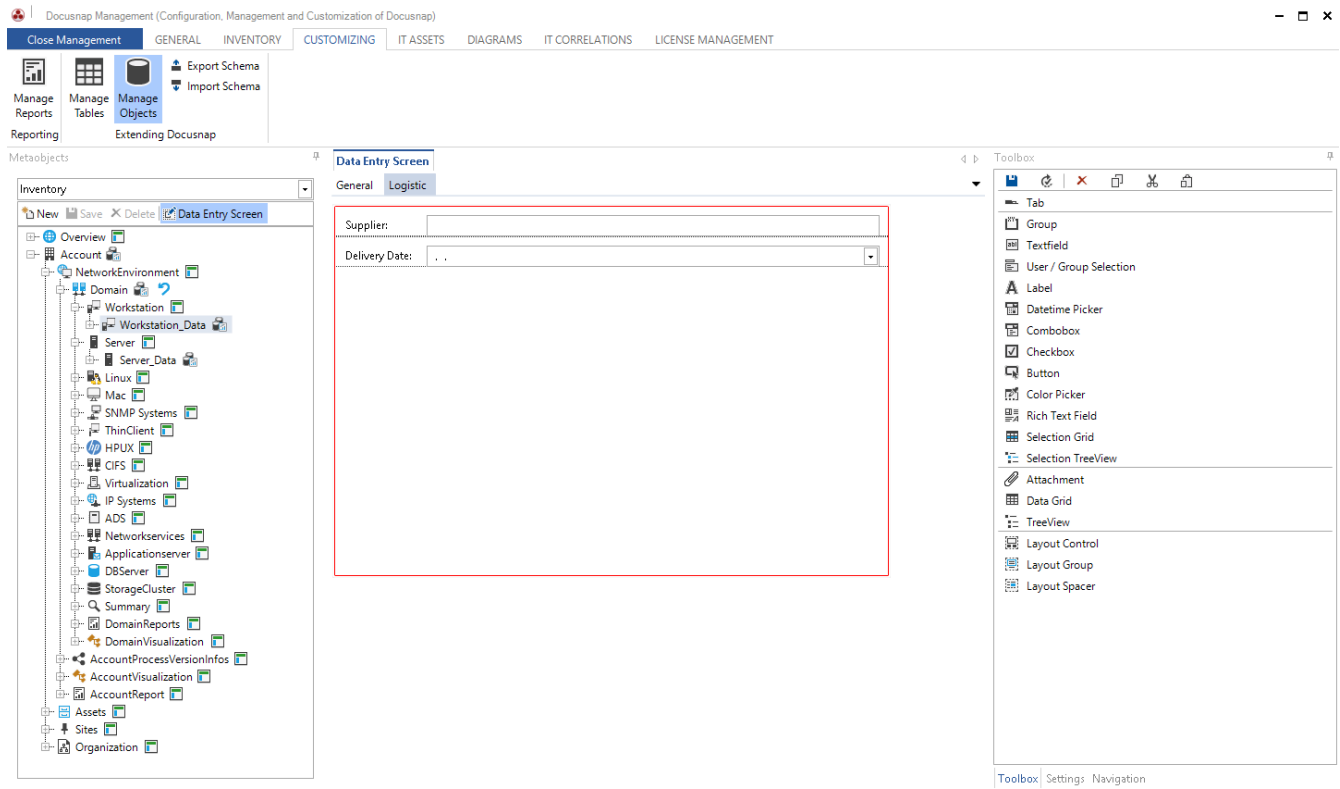 Docusnap Management (Configuration, Management and Customization of Docusnap)
Close Management GENERAL INVENTORY CUSTOMIZING IT ASSETS DIAGRAMS IT CORRELATIONS LICENSE MANAGEMENT
Manage Reports
Manage Tables
Manage Objects
Export Schema
Import Schema
Reporting
Extending Docusnap
Metaobjects
Inventory
New Save Delete Data Entry Screen
Overview
Account
NetworkEnvironment
Domain
Workstation
Workstation_Data
Server
Server_Data
Linux
Mac
SNMP Systems
ThinClient
hp HPUX
CIFS
Virtualization
IP Systems
ADS
Networkservices
Applicationserver
DBServer
StorageCluster
Summary
DomainReports
DomainVisualization
AccountProcessVersionInfos
AccountVisualization
AccountReport
Assets
Sites
Organization
Data Entry Screen
General Logistic
Supplier:
Delivery Date: , ,
Toolbox
Tab
Group
Textfield
User / Group Selection
Label
Datetime Picker
Combobox
Checkbox
Button
Color Picker
Rich Text Field
Selection Grid
Selection TreeView
Attachment
Data Grid
TreeView
Layout Control
Layout Group
Layout Spacer
Toolbox Settings Navigation